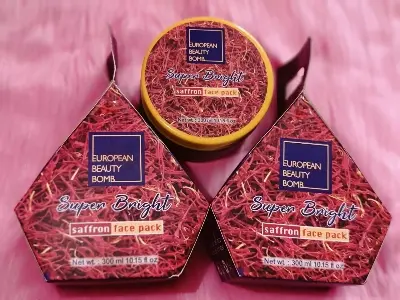 EUROPEAN
BEAUTY
BOMB
Super Bright
saffron face pack
EUROPEAN
BEAUTY
BOMB
Super Bright
saffron face pack
Net wt. : 300 ml 10.15 fl oz
EUROPEAN
BEAUTY
BOMB
Super Bright
saffron face pack
Net wt. : 300 ml 10.15 fl oz